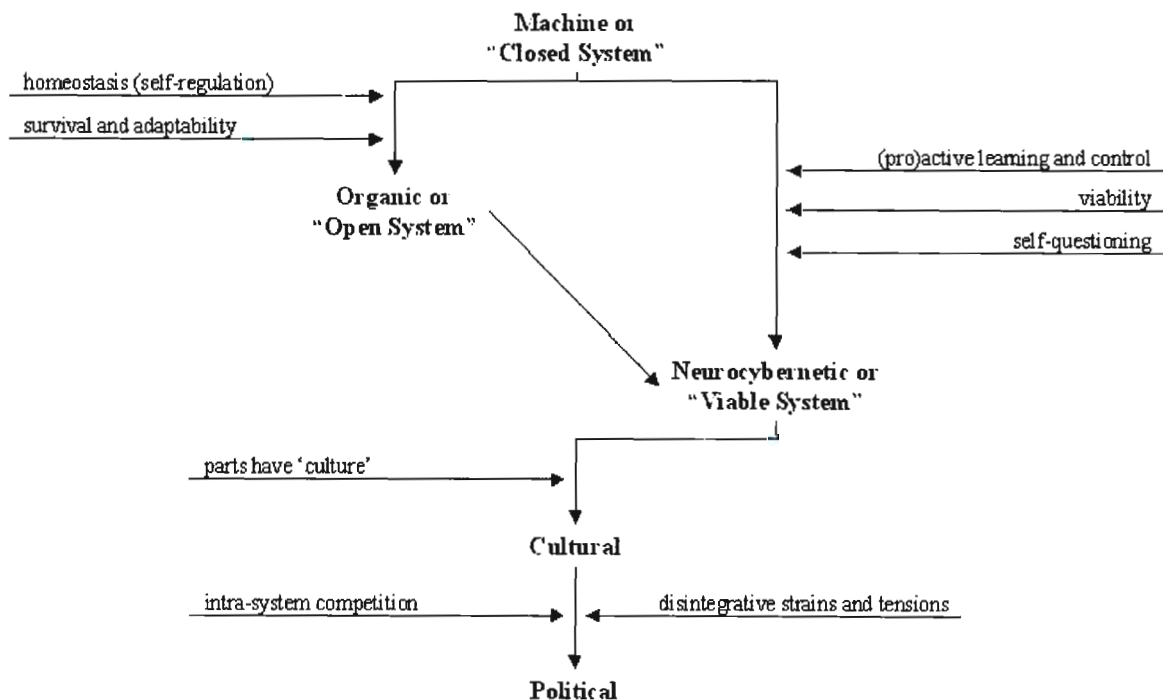 Machine or
“Closed System”
homeostasis (self-regulation)
survival and adaptability
(pro)active learning and control
Organic or
“Open System”
viability
self-questioning
Neurocybernetic or
“Viable System”
parts have ‘culture’
Cultural
intra-system competition
disintegrative strains and tensions
Political